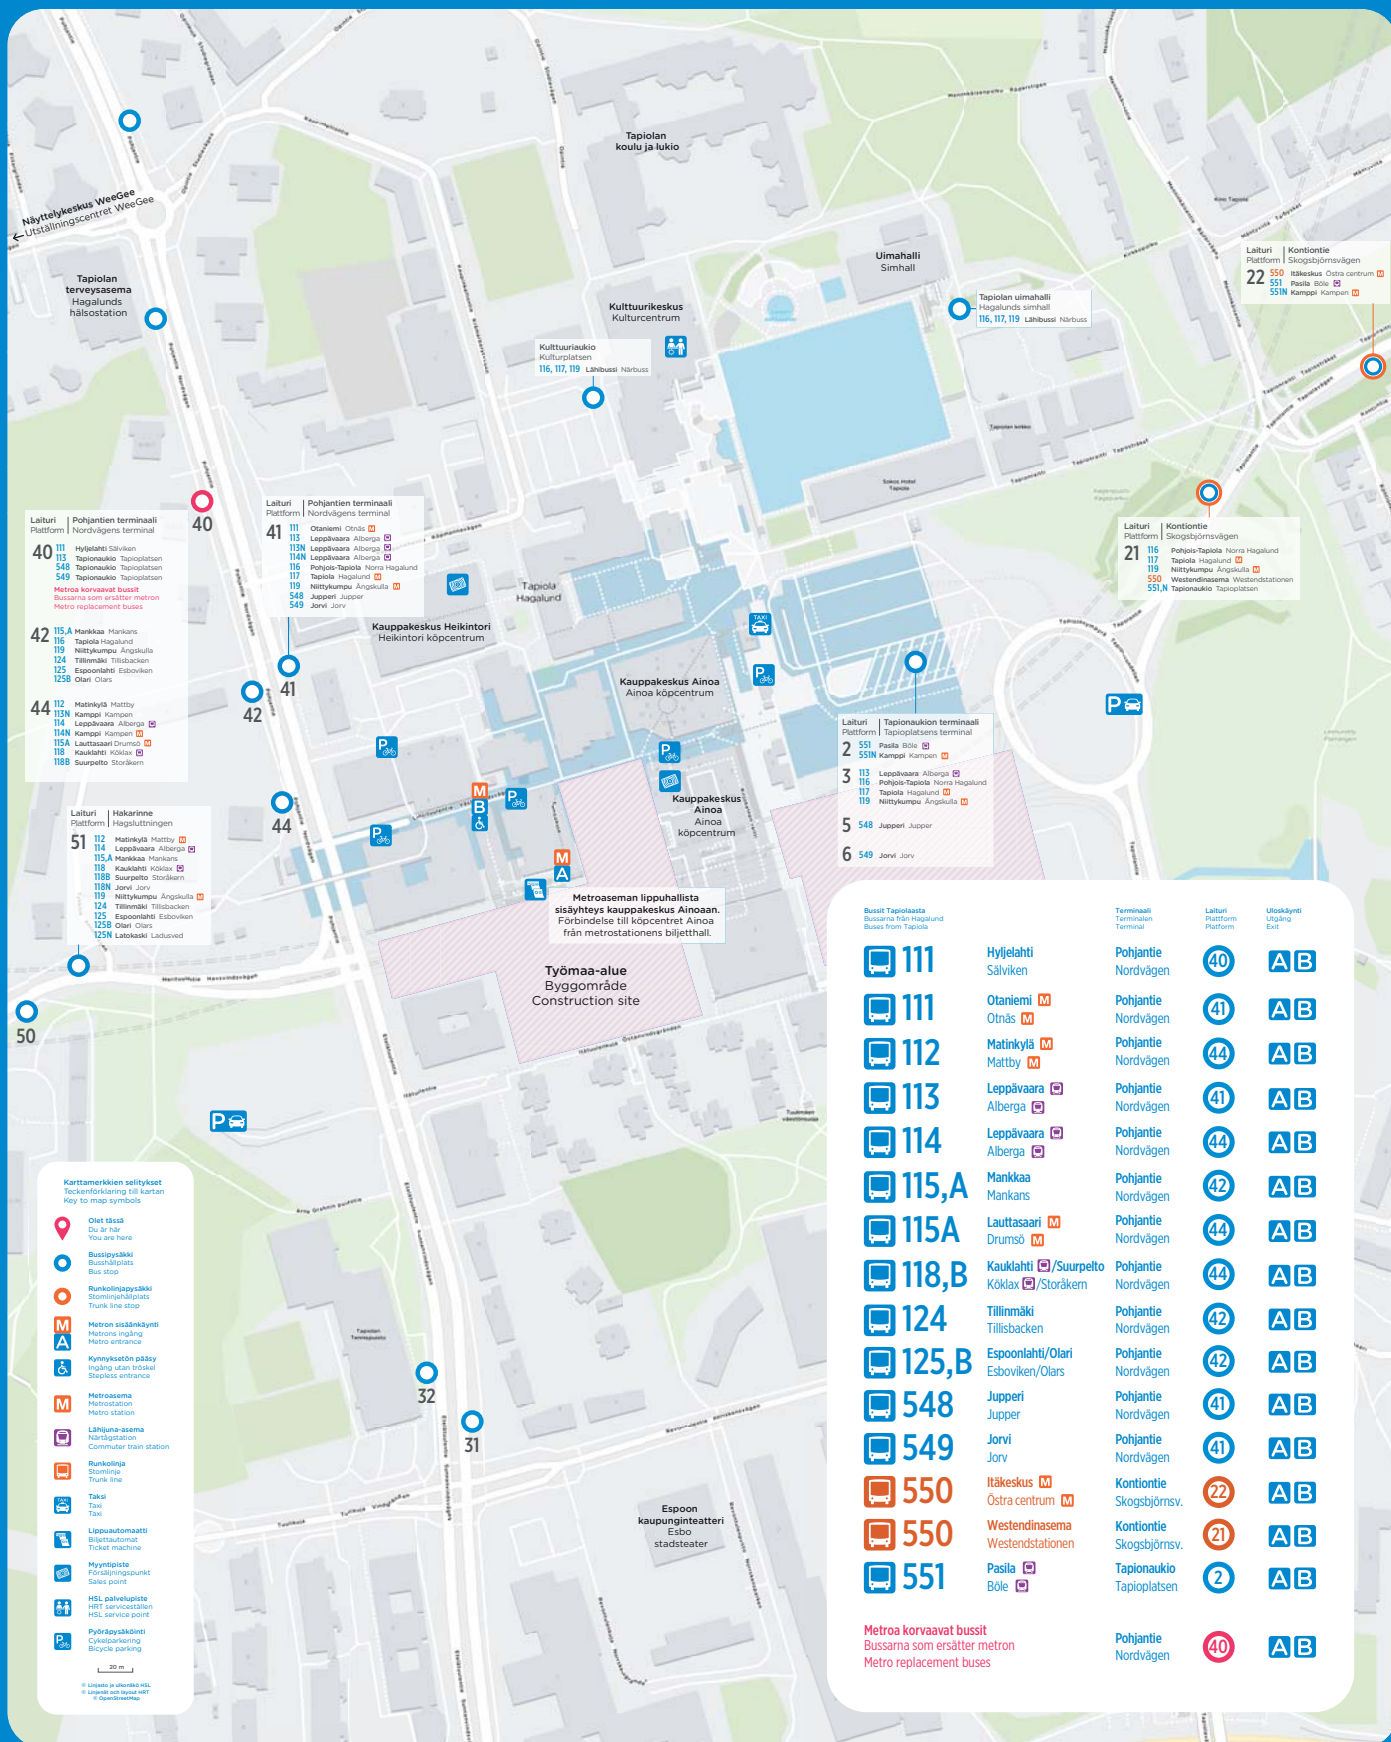 Näyttelykeskus WeeGee
Utställningscentret WeeGee
Tapiolan
terveysasema
Hagalunds
hälsostation
Tapiolan
koulu ja lukio
Uimahalli
Simhall
Kulttuurikeskus
Kulturcentrum
Kulttuuriaukio
Kulturplatsen
116, 117, 119 Lähibussi Närbuss
Tapiolan uimahalli
Hagalunds simhall
116, 117, 119 Lähibussi Närbuss
Laituri Kontiontie
Plattform Skogsbjörnsvägen
22 550 Itäkeskus Östra centrum M
551 Pasila Böle
551N Kamppi Kampen M
Tapiolan kirkko
Sokos Hotel
Tapiola
Laituri Kontiontie
Plattform Skogsbjörnsvägen
21 116 Pohjois-Tapiola Norra Hagalund
117 Tapiola Hagalund M
119 Niittykumpu Ängskulla M
550 Westendinasema Westendstationen
551,N Tapionaukio Tapioplatsen
40
Laituri Pohjantien terminaali
Plattform Nordvägens terminal
40 111 Hyljelahti Sälviken
113 Tapionaukio Tapioplatsen
548 Tapionaukio Tapioplatsen
549 Tapionaukio Tapioplatsen
Metroa korvaavat bussit
Bussarna som ersätter metron
Metro replacement buses
42 115,A Mankkaa Mankans
116 Tapiola Hagalund
119 Niittykumpu Ängskulla
124 Tillinmäki Tillisbacken
125 Espoonlahti Esboviken
125B Olari Olars
44 112 Matinkylä Mattby
113N Kamppi Kampen
114 Leppävaara Alberga
114N Kamppi Kampen M
115A Lauttasaari Drumsö M
118 Kauklahti Köklax
118B Suurpelto Storåkern
Laituri Pohjantien terminaali
Plattform Nordvägens terminal
41 111 Otaniemi Otnäs M
113 Leppävaara Alberga
113N Leppävaara Alberga
114N Leppävaara Alberga
116 Pohjois-Tapiola Norra Hagalund
117 Tapiola Hagalund M
119 Niittykumpu Ängskulla M
548 Jupperi Jupper
549 Jorvi Jorv
Tapiola
Hagalund
Kauppakeskus Heikintori
Heikintori köpcentrum
TAXI
Kauppakeskus Ainoa
Ainoa köpcentrum
41
42
44
Laituri Tapionaukion terminaali
Plattform Tapioplatsens terminal
2 551 Pasila Böle
551N Kamppi Kampen M
3 113 Leppävaara Alberga
116 Pohjois-Tapiola Norra Hagalund
117 Tapiola Hagalund M
119 Niittykumpu Ängskulla M
5 548 Jupperi Jupper
6 549 Jorvi Jorv
P
P
P
P
P
P
M
B
M
A
Kauppakeskus
Ainoa
Ainoa
köpcentrum
Laituri Hakarinne
Plattform Hagsluttningen
51 112 Matinkylä Mattby M
114 Leppävaara Alberga
115,A Mankkaa Mankans
118 Kauklahti Köklax
118B Suurpelto Storåkern
118N Jorvi Jorv
119 Niittykumpu Ängskulla M
124 Tillinmäki Tillisbacken
125 Espoonlahti Esboviken
125B Olari Olars
125N Latokaski Ladusved
Metroaseman lippuhallista
sisäyhteys kauppakeskus Ainoaan.
Förbindelse till köpcentret Ainoa
från metrostationens biljetthall.
Työmaa-alue
Byggområde
Construction site
50
P
32
31
Tapiolan
Tennispuisto
Espoon
kaupunginteatteri
Esbo
stadsteater
Karttamerkkien selitykset
Teckenförklaring till kartan
Key to map symbols
Olet tässä
Du är här
You are here
Bussipysäkki
Busshållplats
Bus stop
Runkolinjapysäkki
Stomlinjehållplats
Trunk line stop
M
A
Metron sisäänkäynti
Metrons ingång
Metro entrance
Kynnyksetön pääsy
Ingång utan tröskel
Stepless entrance
M
Metroasema
Metrostation
Metro station
Lähijuna-asema
Närtågstation
Commuter train station
Runkolinja
Stomlinje
Trunk line
Taksi
Taxi
Taxi
Lippuautomaatti
Biljettautomat
Ticket machine
Myyntipiste
Försäljningspunkt
Sales point
HSL palvelupiste
HRT serviceställen
HSL service point
Pyöräpysäköinti
Cykelparkering
Bicycle parking
20 m
© Linjasto ja ulkonäkö HSL
© Linjenät och layout HRT
© OpenStreetMap
Bussit Tapiolasta
Bussarna från Hagalund
Buses from Tapiola
Terminaali
Terminalen
Terminal
Laituri
Plattform
Platform
Uloskäynti
Utgång
Exit
111 Hyljelahti Pohjantie 40 A B
Sälviken Nordvägen
111 Otaniemi M Pohjantie 41 A B
Otnäs M Nordvägen
112 Matinkylä M Pohjantie 44 A B
Mattby M Nordvägen
113 Leppävaara Pohjantie 41 A B
Alberga Nordvägen
114 Leppävaara Pohjantie 44 A B
Alberga Nordvägen
115,A Mankkaa Pohjantie 42 A B
Mankans Nordvägen
115A Lauttasaari M Pohjantie 44 A B
Drumsö M Nordvägen
118,B Kauklahti /Suurpelto Pohjantie 44 A B
Köklax /Storåkern Nordvägen
124 Tillinmäki Pohjantie 42 A B
Tillisbacken Nordvägen
125,B Espoonlahti/Olari Pohjantie 42 A B
Esboviken/Olars Nordvägen
548 Jupperi Pohjantie 41 A B
Jupper Nordvägen
549 Jorvi Pohjantie 41 A B
Jorv Nordvägen
550 Itäkeskus M Kontiontie 22 A B
Östra centrum M Skogsbjörnsv.
550 Westendinasema Kontiontie 21 A B
Westendstationen Skogsbjörnsv.
551 Pasila Tapionaukio 2 A B
Böle Tapioplatsen
Metroa korvaavat bussit
Bussarna som ersätter metron
Metro replacement buses
Pohjantie 40 A B
Nordvägen